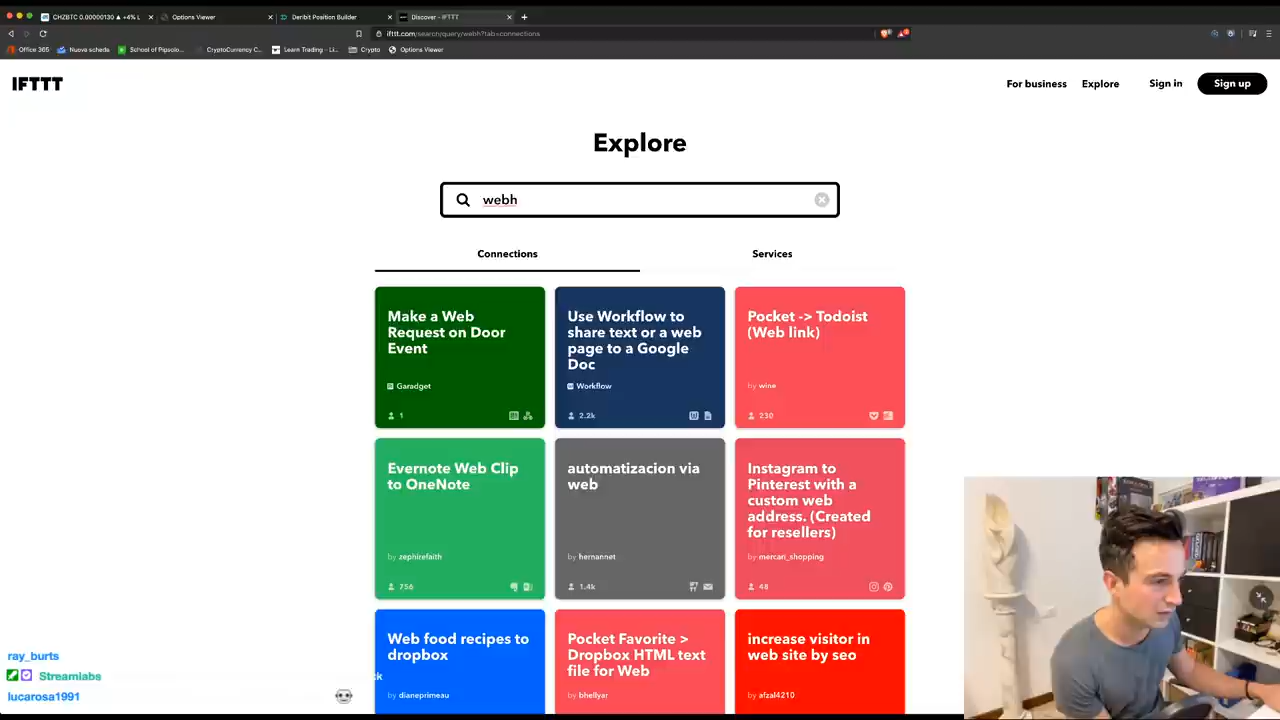 CHZBTC 0.00000130 ▲ +4% L
Options Viewer
Deribit Position Builder
Discover - IFTTT
ifttt.com/search/query/webh?tab=connections
Office 365
Nuova scheda
School of Pipsolo...
CryptoCurrency C...
Learn Trading – Li...
Crypto
Options Viewer
IFTTT
For business
Explore
Sign in
Sign up
Explore
webh
Connections
Services
Make a Web
Request on Door
Event
Garadget
1
Use Workflow to
share text or a web
page to a Google
Doc
Workflow
2.2k
Pocket -> Todoist
(Web link)
by wine
230
Evernote Web Clip
to OneNote
by zephirefaith
756
automatizacion via
web
by hernannet
1.4k
Instagram to
Pinterest with a
custom web
address. (Created
for resellers)
by mercari_shopping
48
Web food recipes to
dropbox
by dianeprimeau
Pocket Favorite >
Dropbox HTML text
file for Web
by bhellyar
increase visitor in
web site by seo
by afzal4210
ray_burts
Streamlabs
ck
lucarosa1991